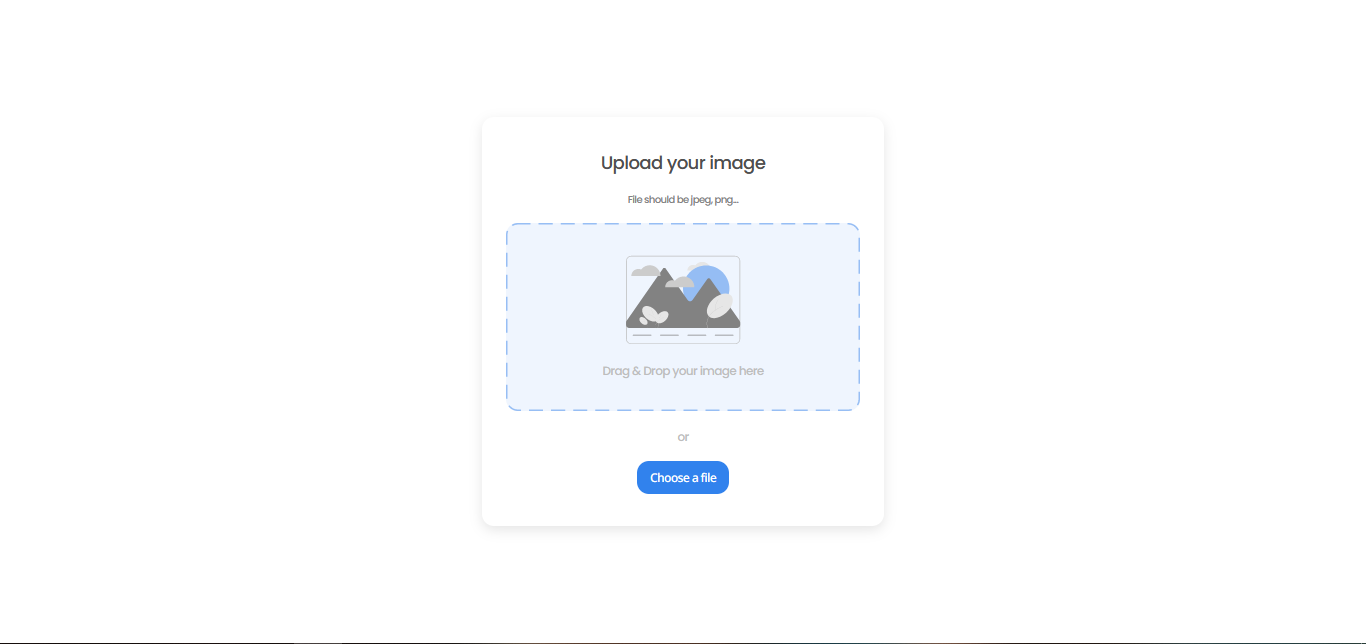 Upload your image
File should be jpeg, png...
Drag & Drop your image here
or
Choose a file